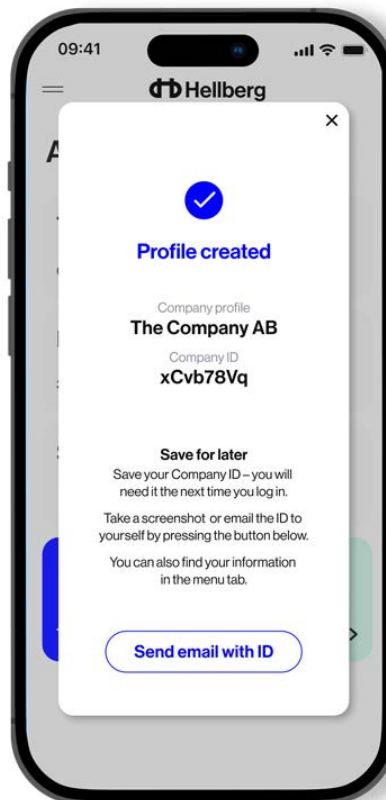 09:41
Hellberg
A
Profile created
Company profile
The Company AB
Company ID
xCvb78Vq
Save for later
Save your Company ID – you will
need it the next time you log in.
Take a screenshot or email the ID to
yourself by pressing the button below.
You can also find your information
in the menu tab.
Send email with ID